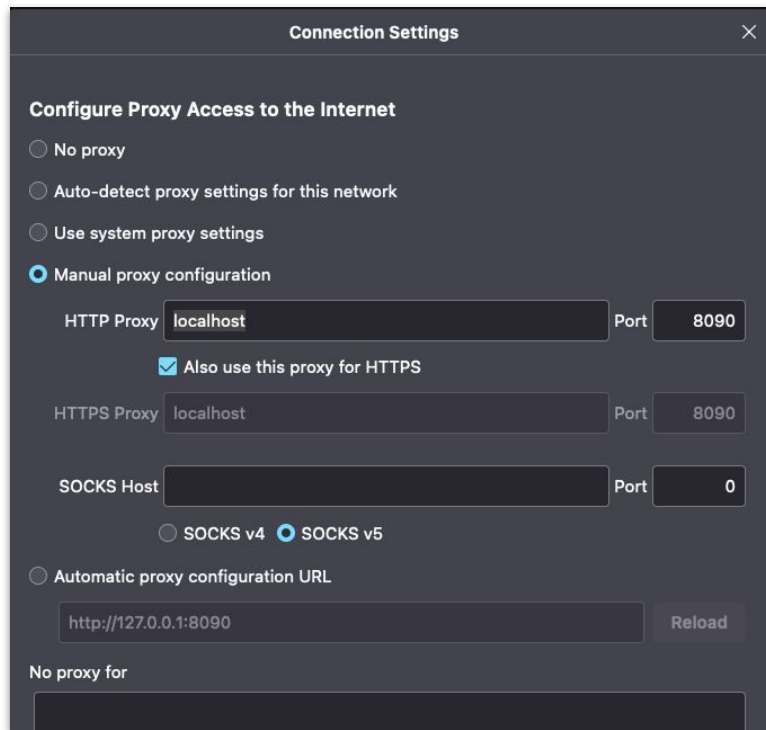 Connection Settings
Configure Proxy Access to the Internet
No proxy
Auto-detect proxy settings for this network
Use system proxy settings
Manual proxy configuration
HTTP Proxy localhost Port 8090
Also use this proxy for HTTPS
HTTPS Proxy localhost Port 8090
SOCKS Host Port 0
SOCKS v4 SOCKS v5
Automatic proxy configuration URL
http://127.0.0.1:8090 Reload
No proxy for